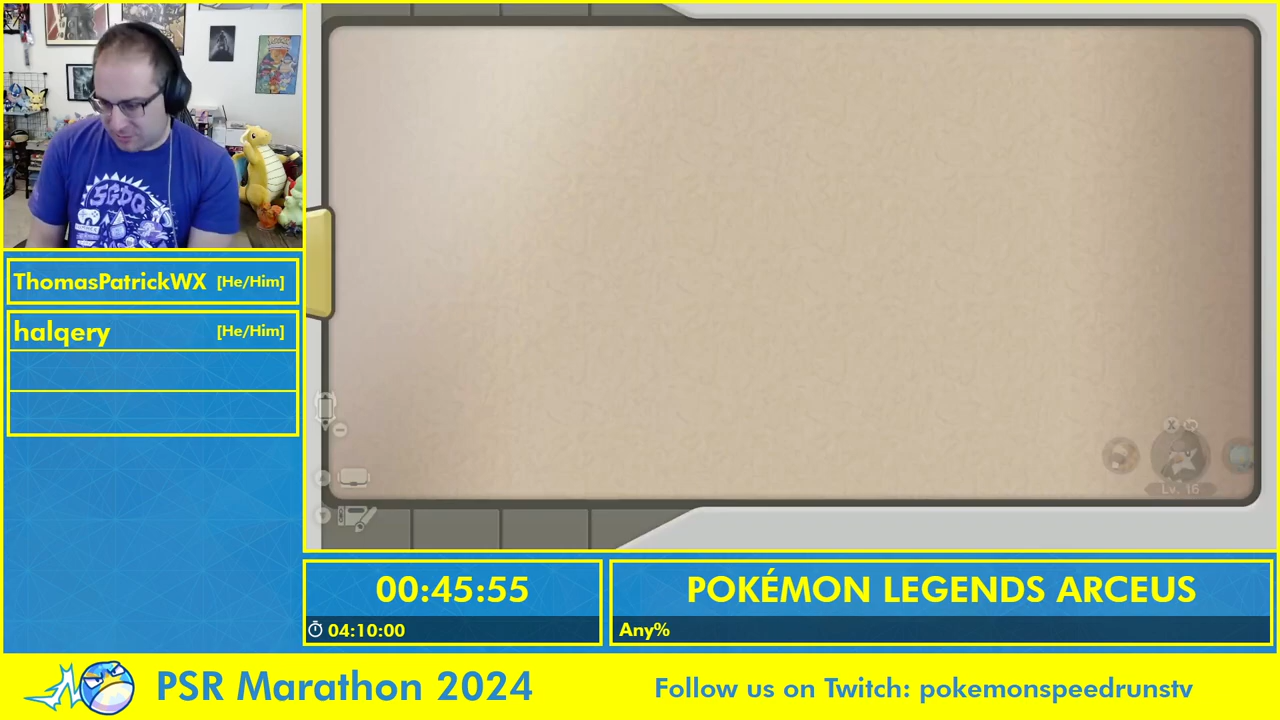 SGDQ
ThomasPatrickWX [He/Him]
halqery [He/Him]
X
Lv. 16
00:45:55
04:10:00
POKÉMON LEGENDS ARCEUS
Any%
PSR Marathon 2024
Follow us on Twitch: pokemonspeedrunstv